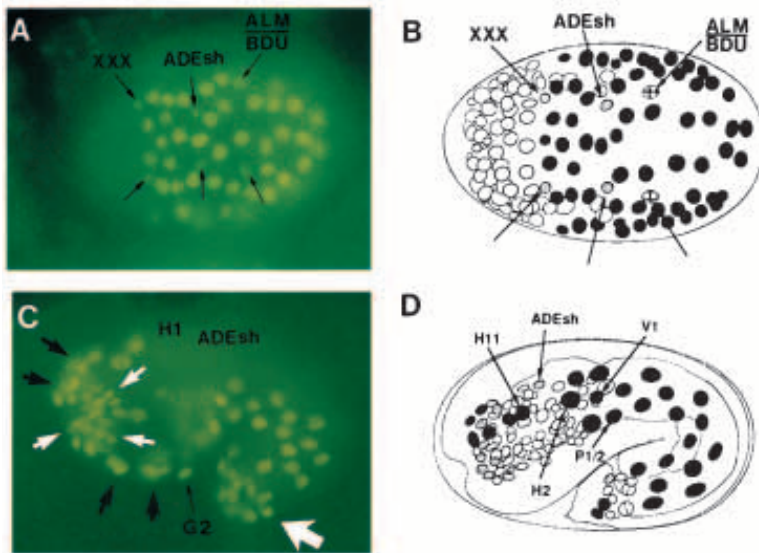 A
XXX
ADEsh
ALM
BDU
B
XXX
ADEsh
ALM
BDU
C
H1
ADEsh
G2
D
H11
ADEsh
V1
P1/2
H2